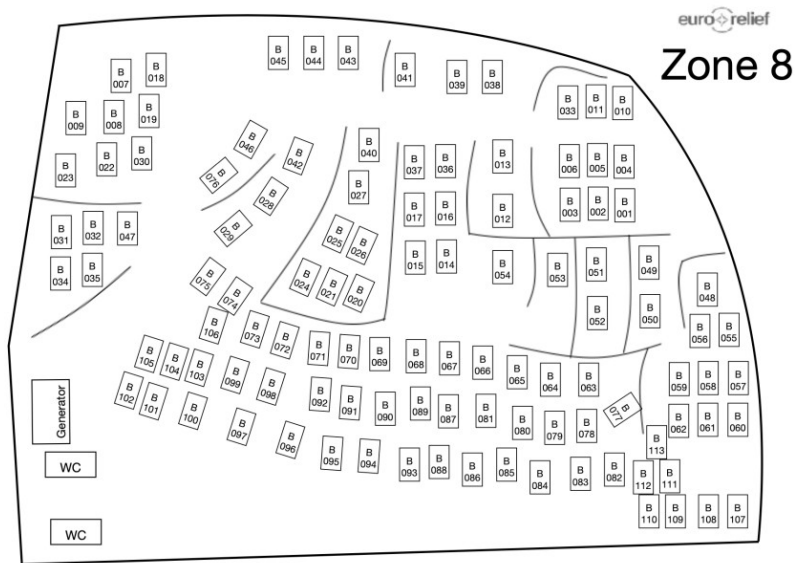 euro relief
Zone 8
B
045
B
044
B
043
B
041
B
039
B
038
B
007
B
018
B
009
B
008
B
019
B
033
B
011
B
010
B
023
B
022
B
030
B
046
B
042
B
040
B
037
B
036
B
013
B
006
B
005
B
004
B
076
B
028
B
027
B
017
B
016
B
012
B
003
B
002
B
001
B
031
B
032
B
047
B
029
B
025
B
026
B
015
B
014
B
054
B
053
B
051
B
049
B
034
B
035
B
075
B
074
B
024
B
021
B
020
B
052
B
050
B
048
B
056
B
055
B
106
B
073
B
072
B
071
B
070
B
069
B
068
B
067
B
066
B
065
B
064
B
063
B
059
B
058
B
057
B
105
B
104
B
103
B
099
B
098
B
102
B
101
B
100
B
092
B
091
B
090
B
089
B
087
B
081
B
080
B
079
B
078
B
077
B
062
B
061
B
060
Generator
B
097
B
096
B
095
B
094
B
093
B
088
B
086
B
085
B
084
B
083
B
082
B
113
B
112
B
111
WC
B
110
B
109
B
108
B
107
WC